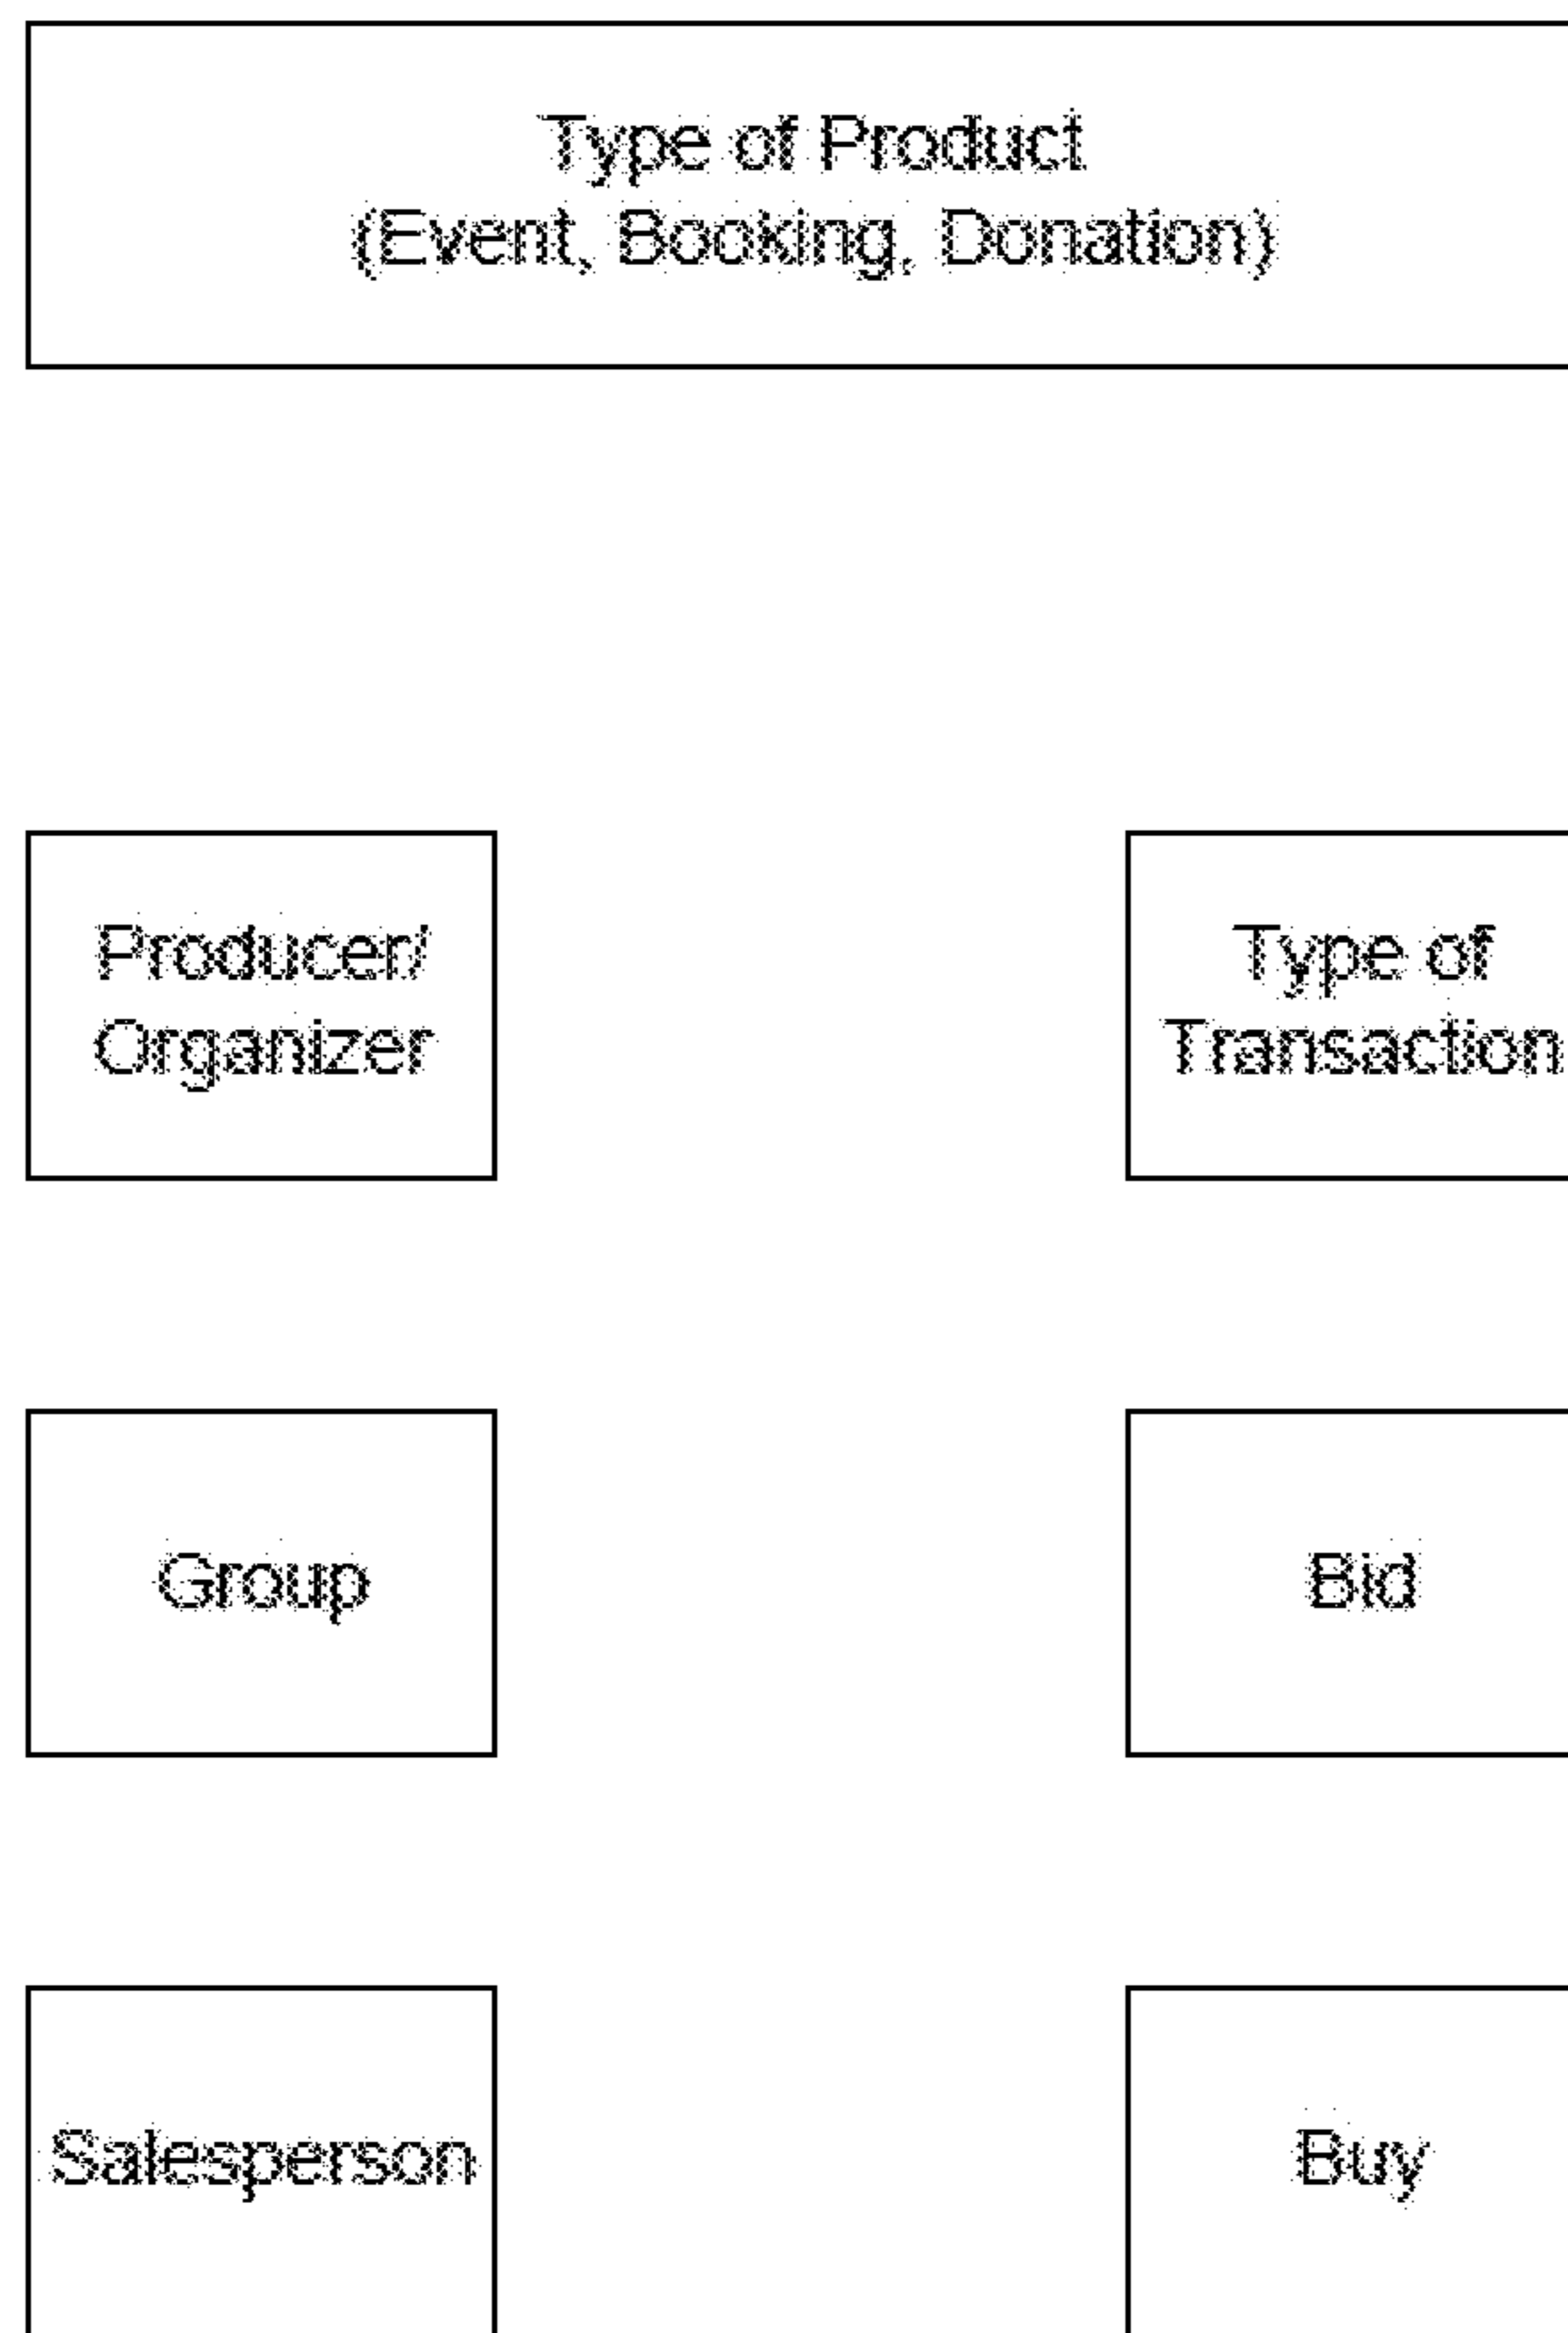 Type of Product
(Event, Booking, Donation)
Producer/
Organizer
Type of
Transaction
Group
Bid
Salesperson
Buy